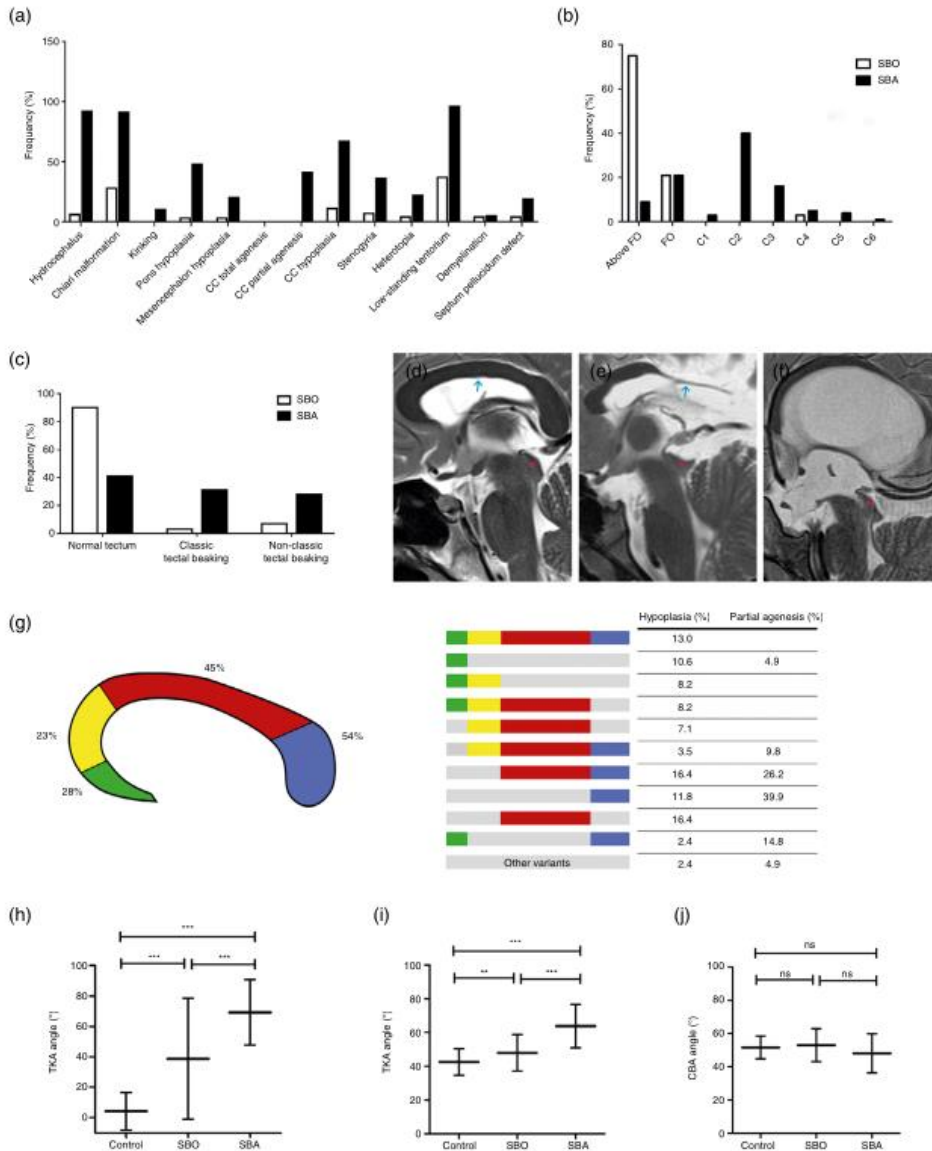 (a)
150
100
50
0
Frequency (%)
Hydrocephalus
Chiari malformation
Kinking
Pons hypoplasia
Mesencephalon hypoplasia
CC total agenesis
CC partial agenesis
CC hypoplasia
Stenogyria
Heterotopia
Low-standing tentorium
Demyelination
Septum pellucidum defect
(b)
80
60
40
20
0
Frequency (%)
SBO
SBA
Above FO
FO
C1
C2
C3
C4
C5
C6
(c)
100
80
60
40
20
0
Frequency (%)
SBO
SBA
Normal tectum
Classic
tectal beaking
Non-classic
tectal beaking
(d)
(e)
(f)
(g)
45%
23%
54%
28%
Hypoplasia (%) Partial agenesis (%)
13.0
10.6 4.9
8.2
8.2
7.1
3.5 9.8
16.4 26.2
11.8 39.9
16.4
2.4 14.8
Other variants 2.4 4.9
(h)
***
*** ***
100
80
60
40
20
0
TKA angle (°)
Control SBO SBA
(i)
***
** ***
100
80
60
40
20
0
TKA angle (°)
Control SBO SBA
(j)
ns
ns ns
100
80
60
40
20
0
CBA angle (°)
Control SBO SBA